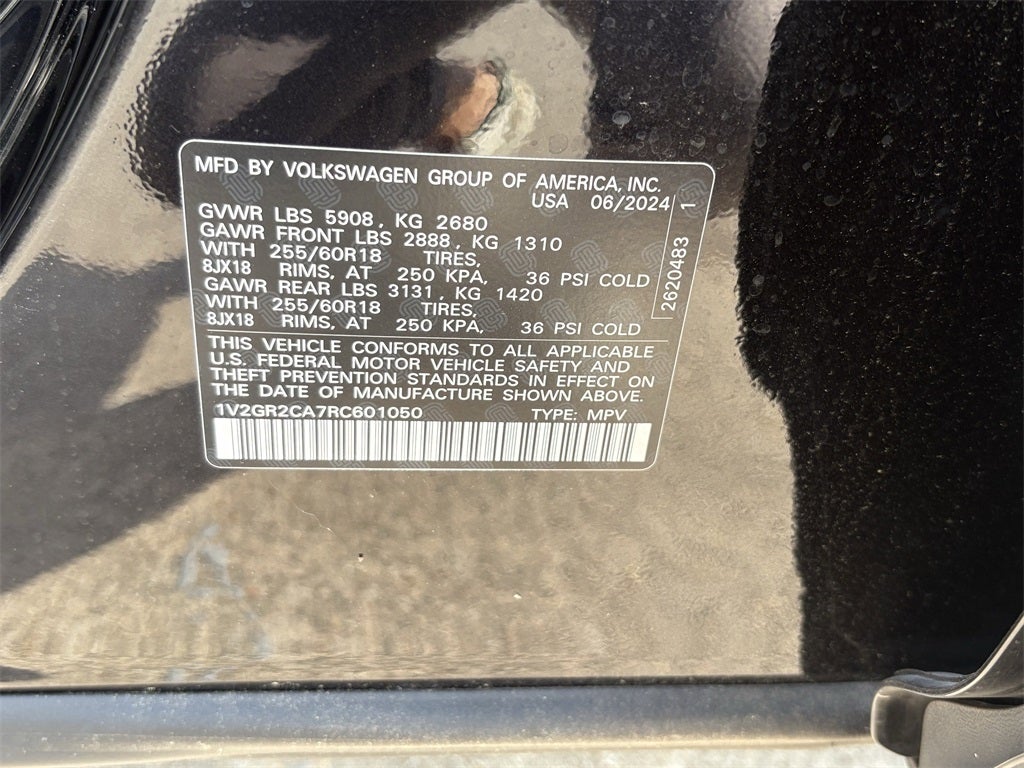 MFD BY VOLKSWAGEN GROUP OF AMERICA, INC.
USA 06/2024
GVWR LBS 5908, KG 2680
GAWR FRONT LBS 2888, KG 1310
WITH 255/60R18 TIRES,
8JX18 RIMS, AT 250 KPA, 36 PSI COLD
GAWR REAR LBS 3131, KG 1420
WITH 255/60R18 TIRES,
8JX18 RIMS, AT 250 KPA, 36 PSI COLD
2620483 1
THIS VEHICLE CONFORMS TO ALL APPLICABLE
U.S. FEDERAL MOTOR VEHICLE SAFETY AND
THEFT PREVENTION STANDARDS IN EFFECT ON
THE DATE OF MANUFACTURE SHOWN ABOVE.
1V2GR2CA7RC601050 TYPE: MPV